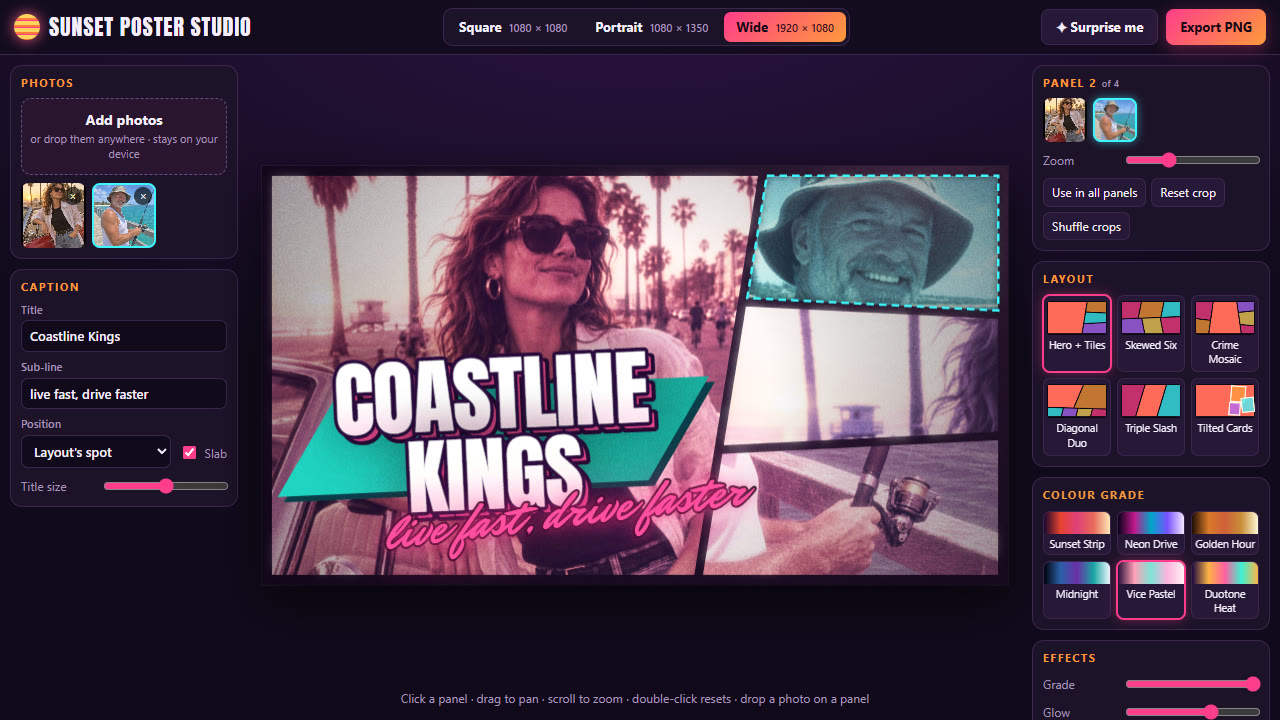 SUNSET POSTER STUDIO
Square 1080 × 1080
Portrait 1080 × 1350
Wide 1920 × 1080
✦ Surprise me
Export PNG
PHOTOS
Add photos
or drop them anywhere · stays on your
device
×
×
CAPTION
Title
Coastline Kings
Sub-line
live fast, drive faster
Position
Layout's spot
Slab
Title size
COASTLINE
KINGS
live fast, drive faster
Click a panel · drag to pan · scroll to zoom · double-click resets · drop a photo on a panel
PANEL 2 of 4
Zoom
Use in all panels
Reset crop
Shuffle crops
LAYOUT
Hero + Tiles
Skewed Six
Crime
Mosaic
Diagonal
Duo
Triple Slash
Tilted Cards
COLOUR GRADE
Sunset Strip
Neon Drive
Golden Hour
Midnight
Vice Pastel
Duotone
Heat
EFFECTS
Grade
Glow